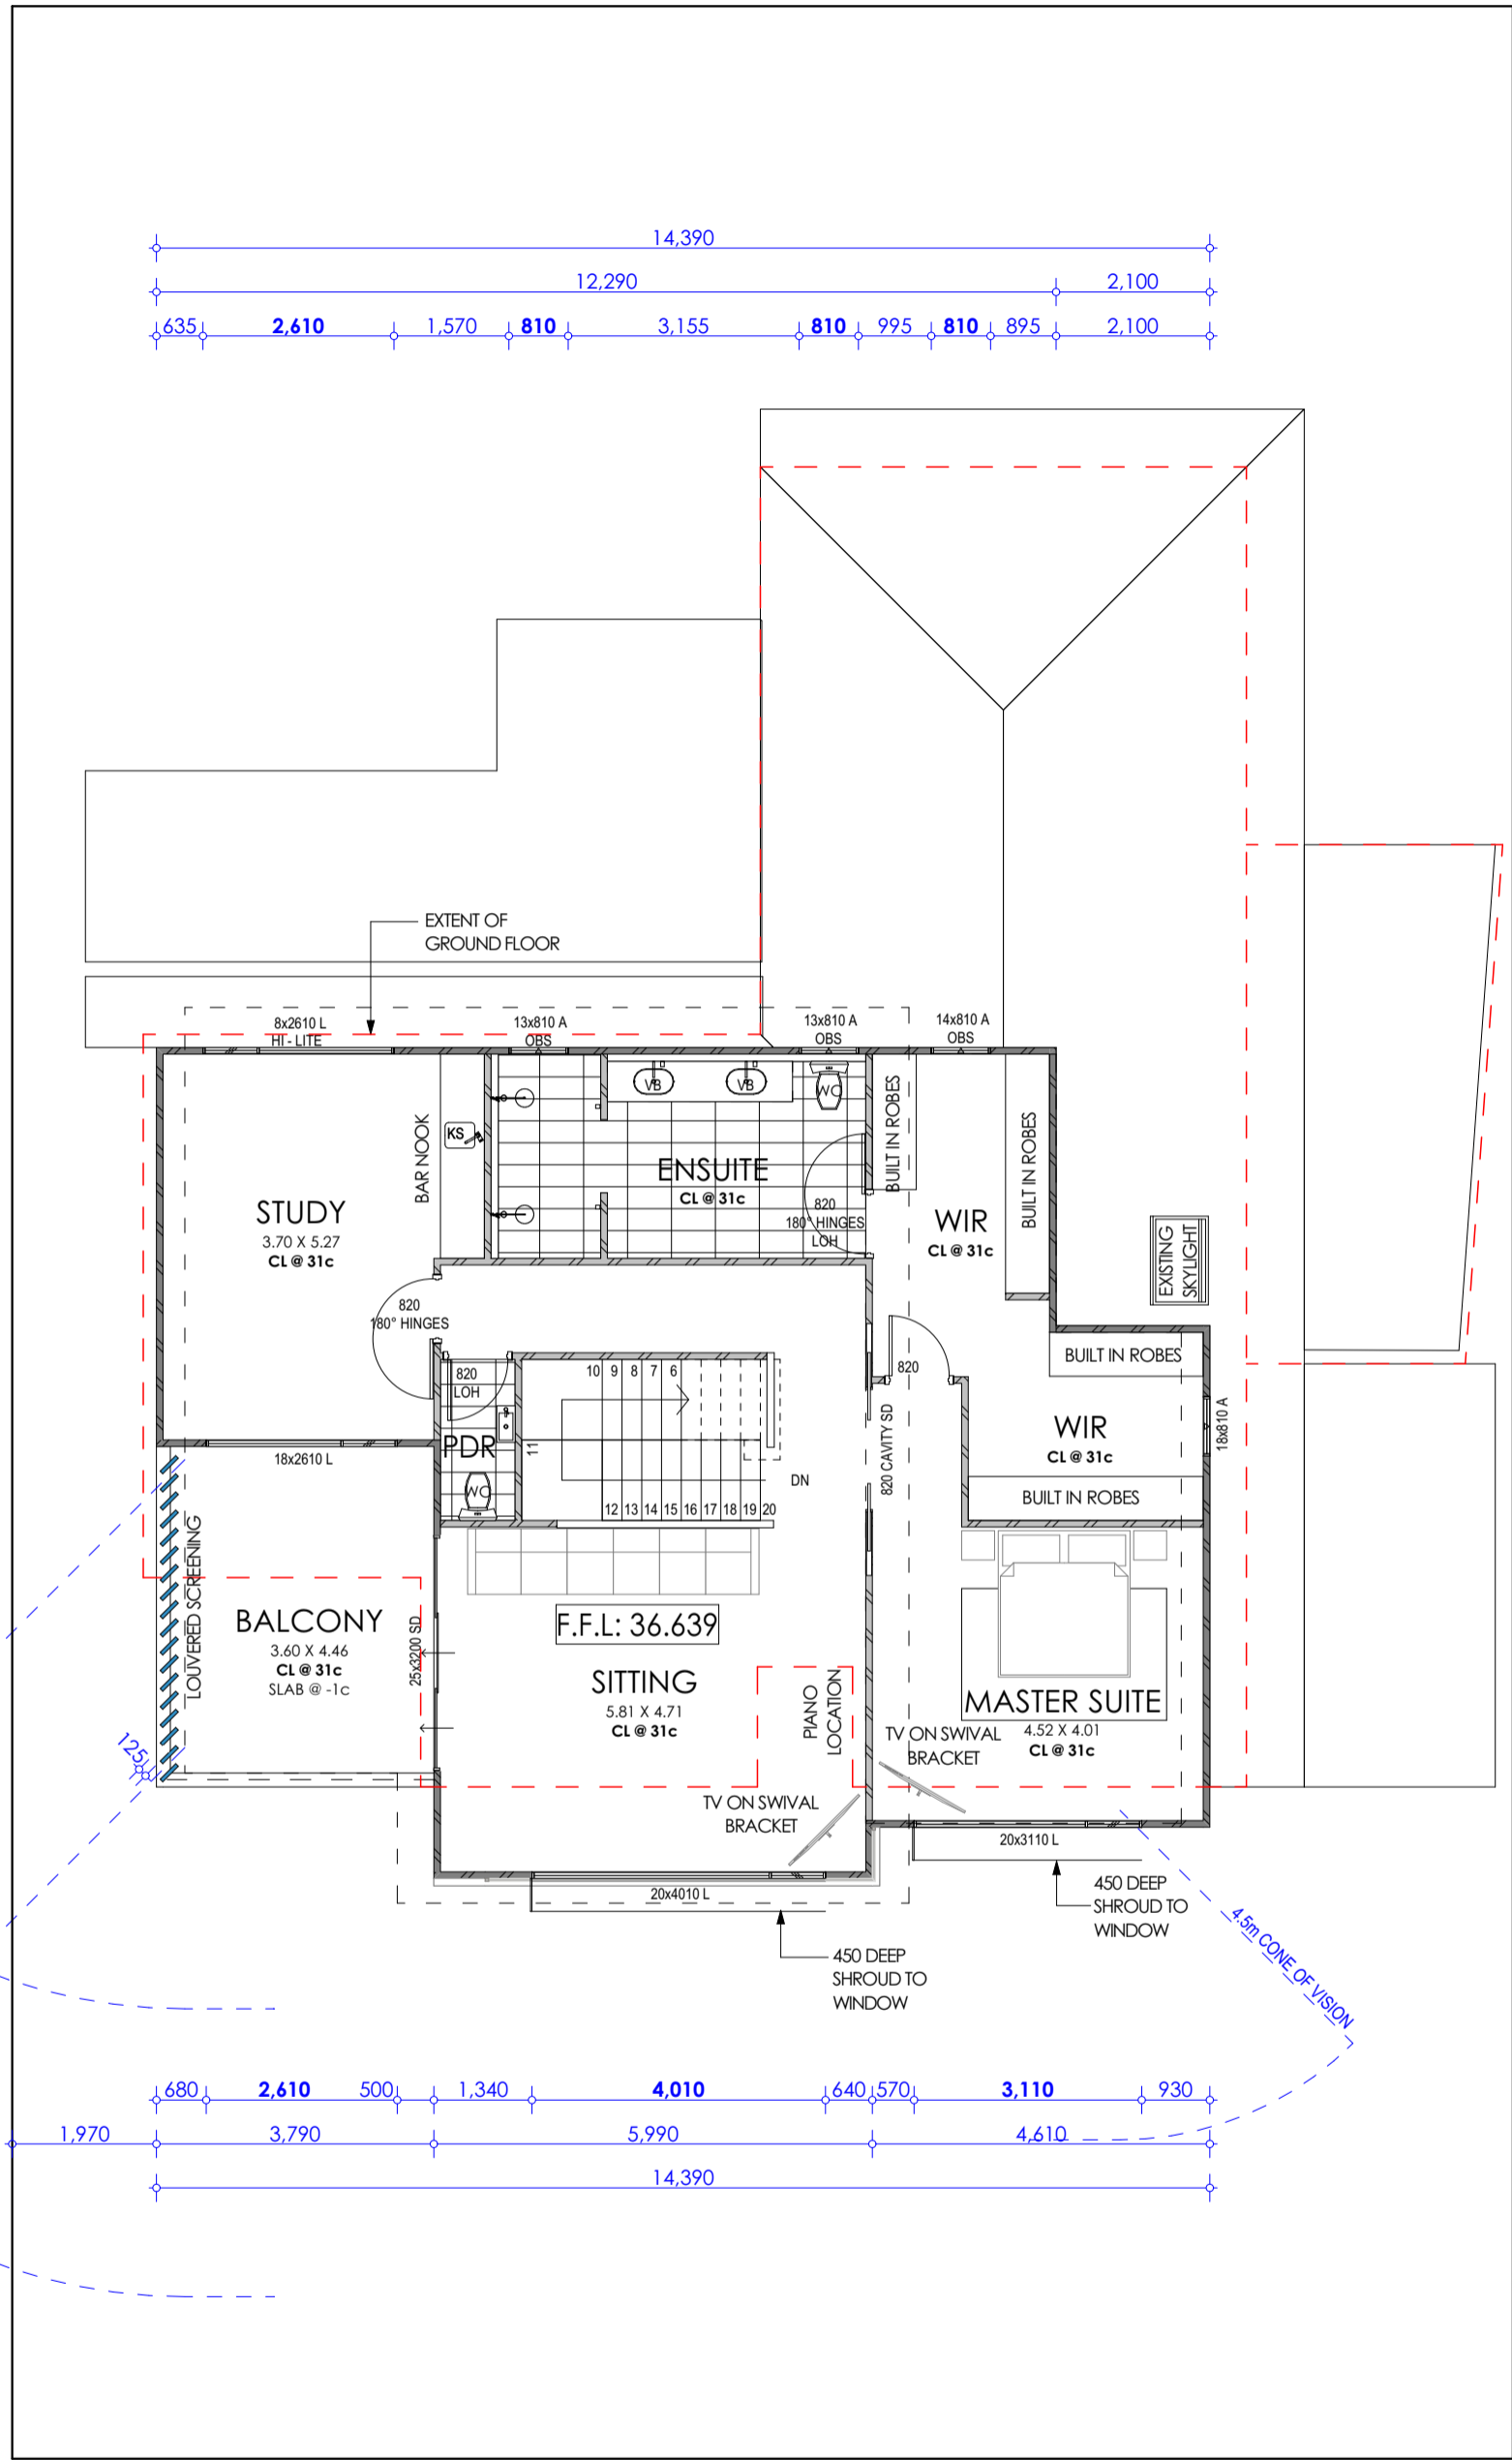 14,390
12,290
2,100
635
2,610
1,570
810
3,155
810
995
810
895
2,100
EXTENT OF
GROUND FLOOR
8x2610 L
HI - LITE
13x810 A
OBS
13x810 A
OBS
14x810 A
OBS
VB
VB
WC
BUILT IN ROBES
BUILT IN ROBES
BAR NOOK
KS
ENSUITE
CL @ 31c
820
180° HINGES
LOH
STUDY
3.70 X 5.27
CL @ 31c
WIR
CL @ 31c
EXISTING
SKYLIGHT
820
180° HINGES
820
LOH
PDR
WC
10
9
8
7
6
11
12
13
14
15
16
17
18
19
20
DN
820
820 CAVITY SD
BUILT IN ROBES
WIR
CL @ 31c
BUILT IN ROBES
18x810 A
18x2610 L
LOUVERED SCREENING
BALCONY
3.60 X 4.46
CL @ 31c
SLAB @ -1c
25x3200 SD
F.F.L: 36.639
SITTING
5.81 X 4.71
CL @ 31c
PIANO
LOCATION
MASTER SUITE
4.52 X 4.01
CL @ 31c
TV ON SWIVAL
BRACKET
TV ON SWIVAL
BRACKET
125
20x4010 L
20x3110 L
450 DEEP
SHROUD TO
WINDOW
450 DEEP
SHROUD TO
WINDOW
4.5m CONE OF VISION
680
2,610
500
1,340
4,010
640
570
3,110
930
1,970
3,790
5,990
4,610
14,390